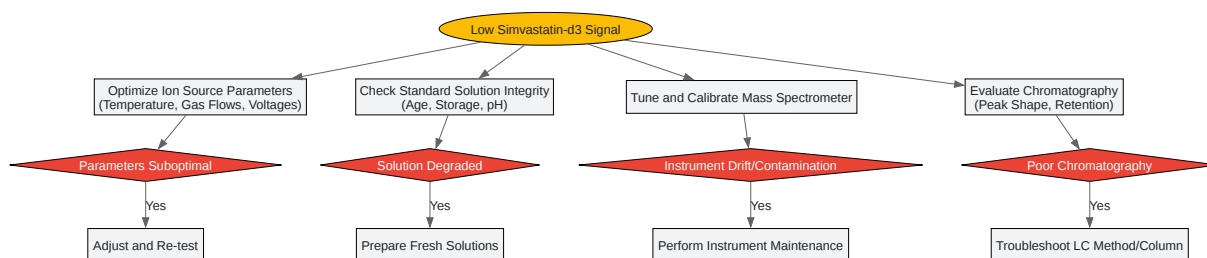 Low Simvastatin-d3 Signal
Optimize Ion Source Parameters
(Temperature, Gas Flows, Voltages)
Check Standard Solution Integrity
(Age, Storage, pH)
Tune and Calibrate Mass Spectrometer
Evaluate Chromatography
(Peak Shape, Retention)
Parameters Suboptimal
Solution Degraded
Instrument Drift/Contamination
Poor Chromatography
Yes
Yes
Yes
Yes
Adjust and Re-test
Prepare Fresh Solutions
Perform Instrument Maintenance
Troubleshoot LC Method/Column